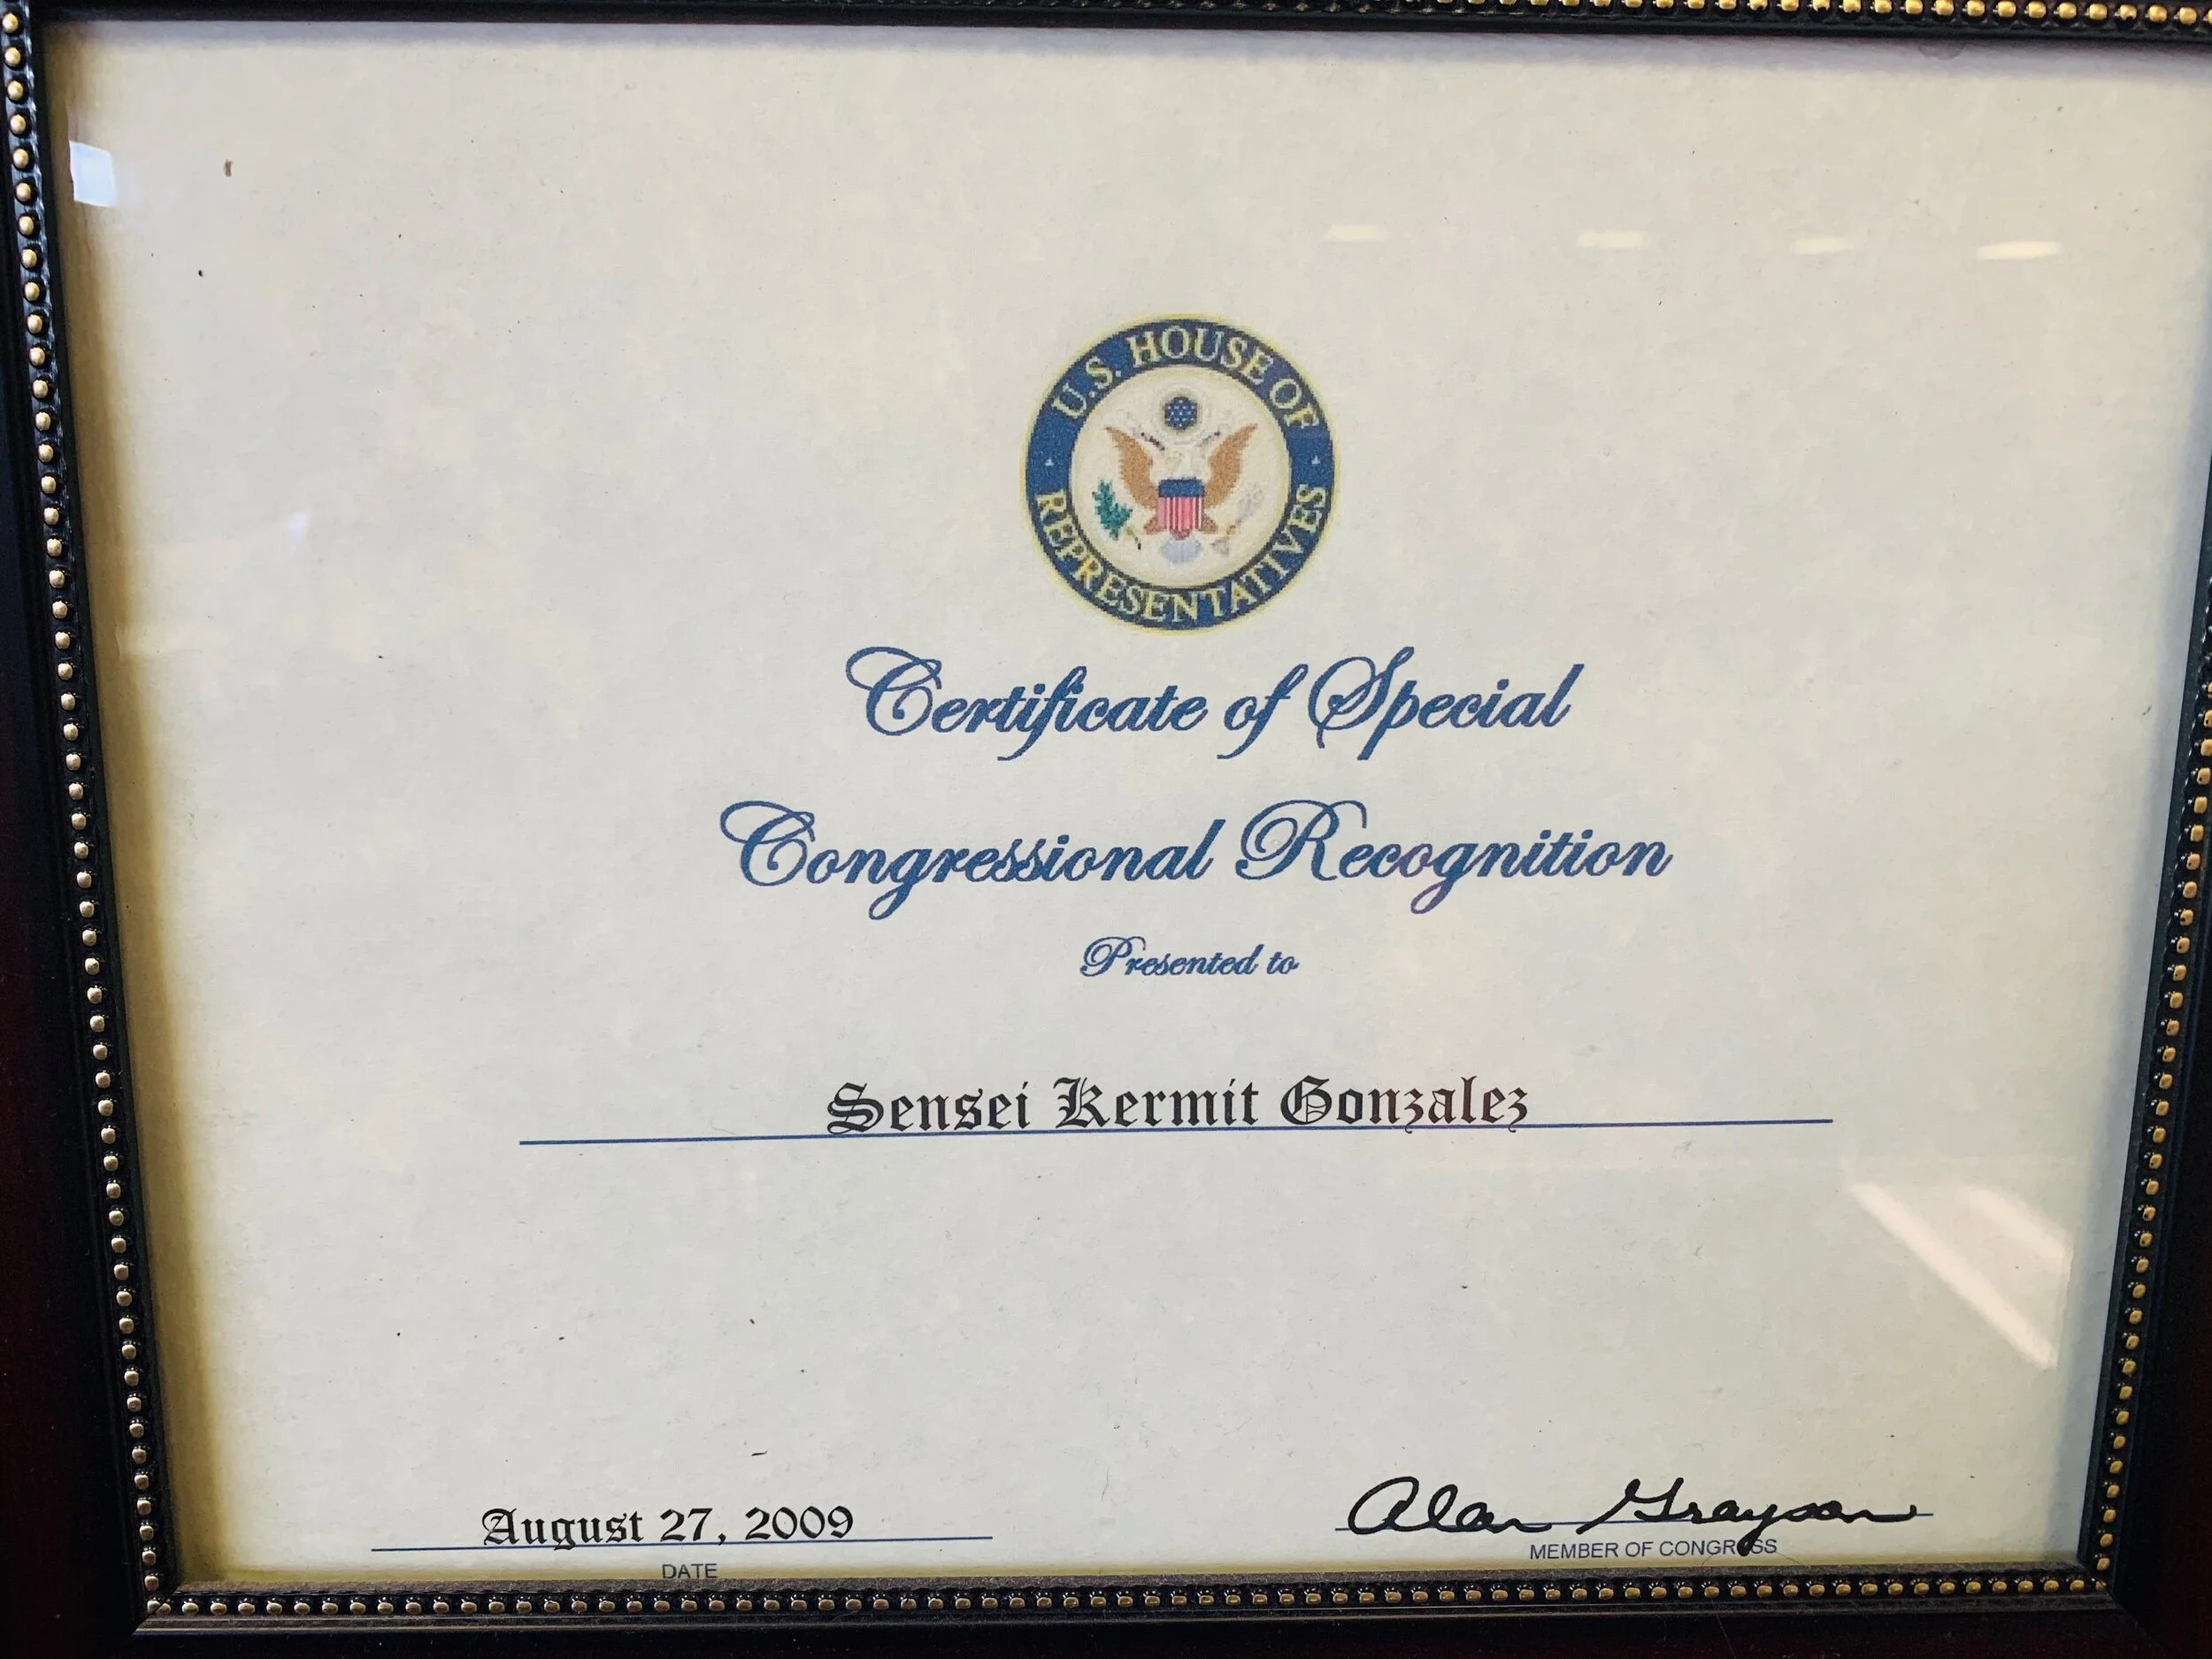 U.S. HOUSE OF
REPRESENTATIVES
Certificate of Special
Congressional Recognition
Presented to
Sensei Kermit Gonzalez
August 27, 2009
DATE
Alan Grayson
MEMBER OF CONGRESS